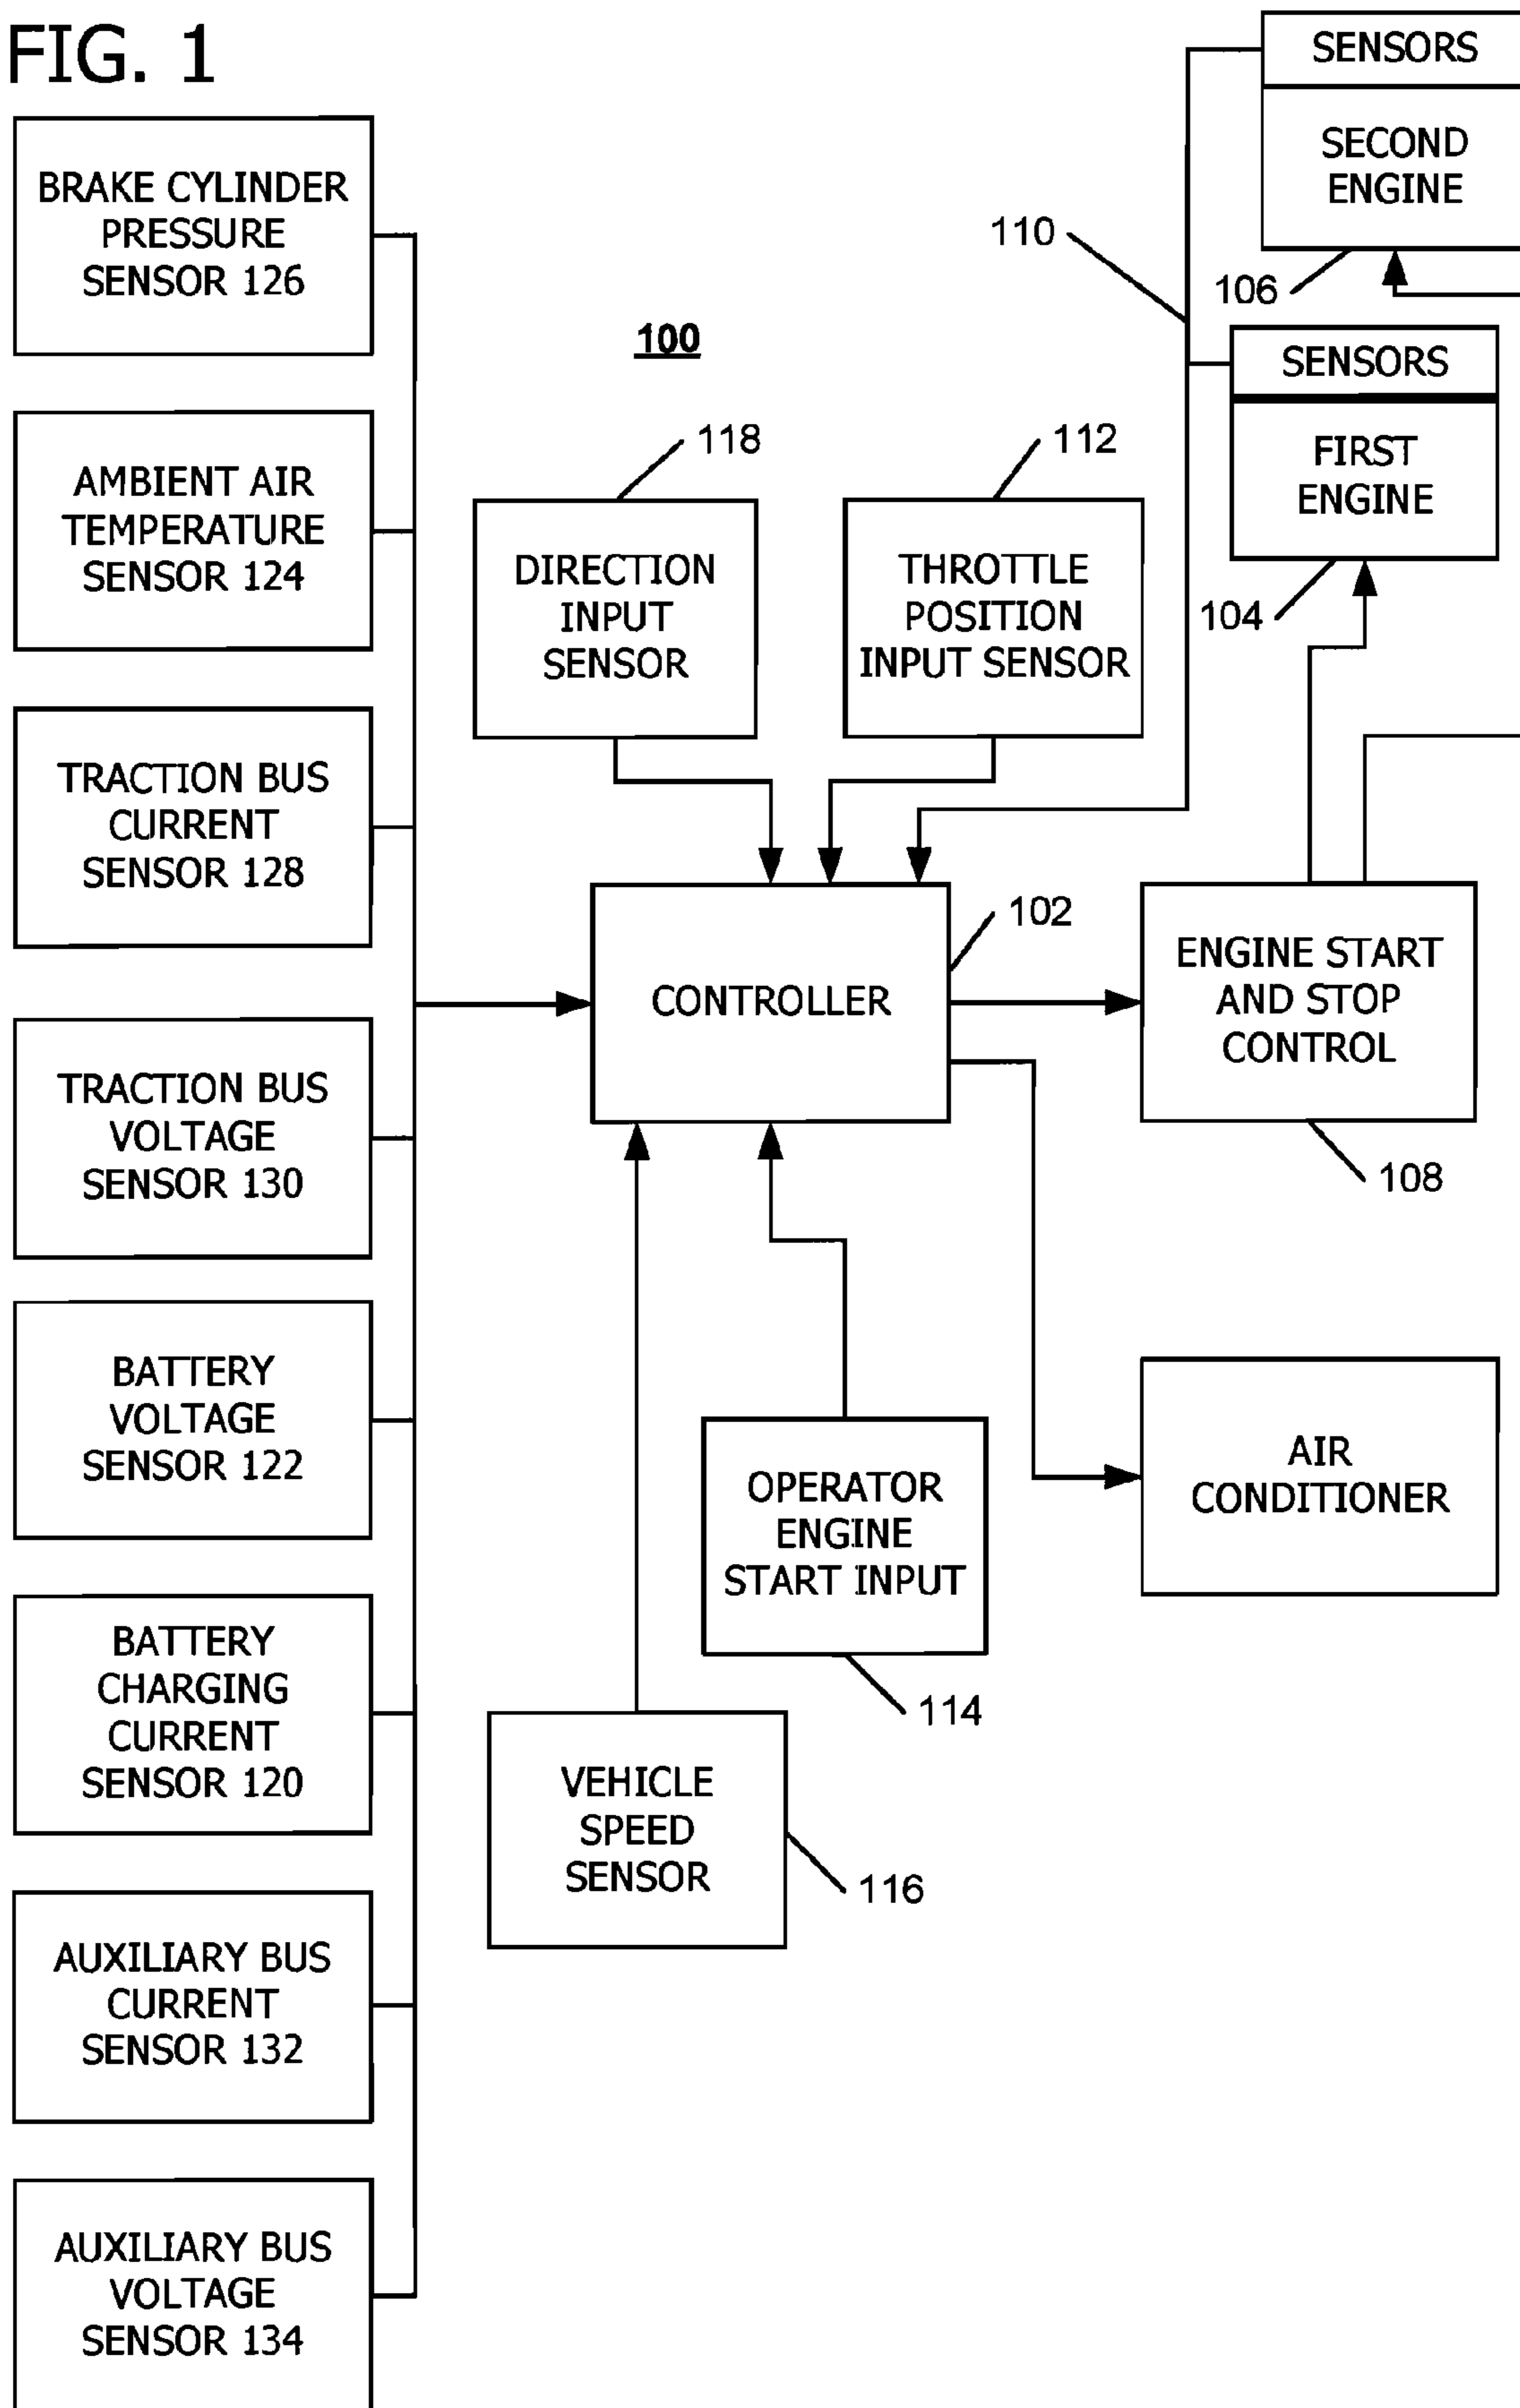 FIG. 1
SENSORS
SECOND
ENGINE
106
110
SENSORS
FIRST
ENGINE
104
100
BRAKE CYLINDER
PRESSURE
SENSOR 126
AMBIENT AIR
TEMPERATURE
SENSOR 124
TRACTION BUS
CURRENT
SENSOR 128
TRACTION BUS
VOLTAGE
SENSOR 130
BATTERY
VOLTAGE
SENSOR 122
BATTERY
CHARGING
CURRENT
SENSOR 120
AUXILIARY BUS
CURRENT
SENSOR 132
AUXILIARY BUS
VOLTAGE
SENSOR 134
118
DIRECTION
INPUT
SENSOR
112
THROTTLE
POSITION
INPUT SENSOR
102
CONTROLLER
ENGINE START
AND STOP
CONTROL
108
AIR
CONDITIONER
OPERATOR
ENGINE
START INPUT
114
VEHICLE
SPEED
SENSOR
116